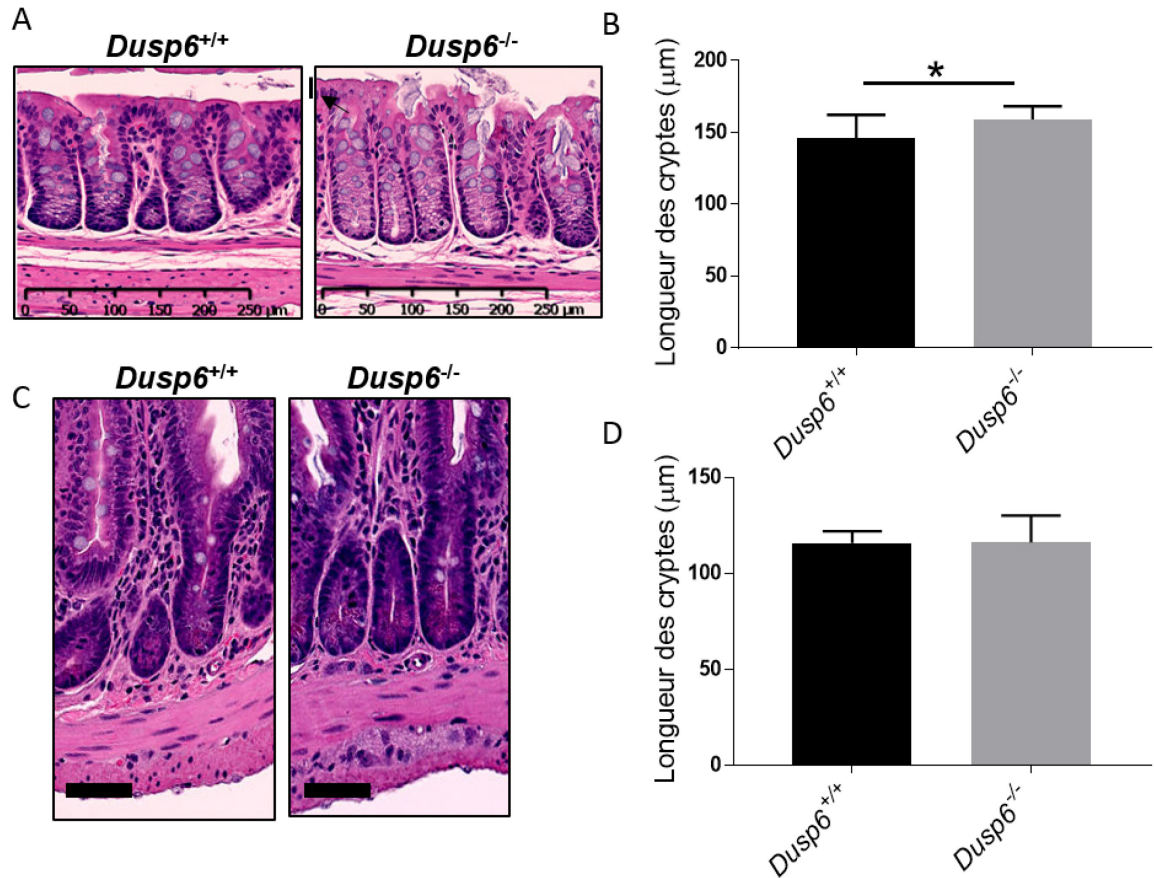 A
Dusp6+/+ Dusp6-/-
0 50 100 150 200 250 µm
0 50 100 150 200 250 µm
B
Longueur des cryptes (µm)
200
150
100
50
0
*
Dusp6+/+
Dusp6-/-
C
Dusp6+/+ Dusp6-/-
D
Longueur des cryptes (µm)
150
100
50
0
Dusp6+/+
Dusp6-/-